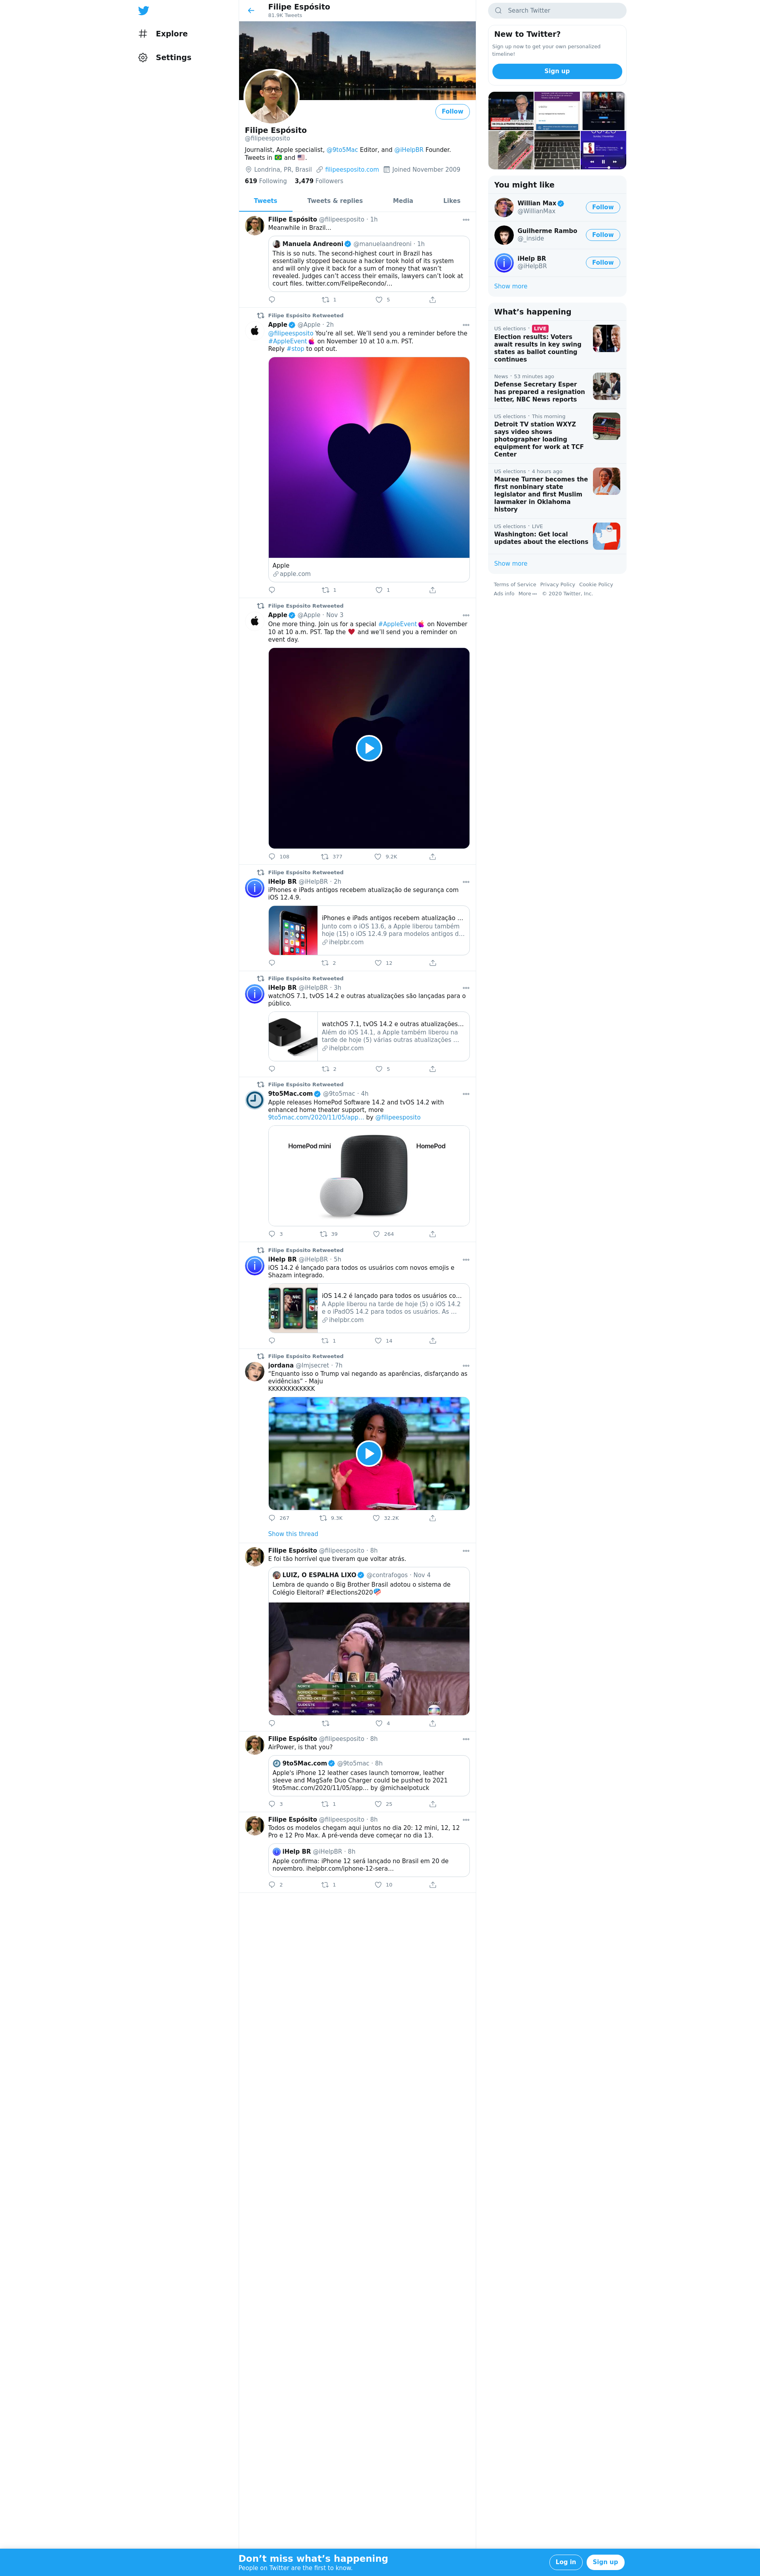 Explore
Settings
Filipe Espósito
81.9K Tweets
Follow
Filipe Espósito
@filipeesposito
Journalist, Apple specialist, @9to5Mac Editor, and @iHelpBR Founder.
Tweets in 🇧🇷 and 🇺🇸.
Londrina, PR, Brasil filipeesposito.com Joined November 2009
619 Following 3,479 Followers
Tweets Tweets & replies Media Likes
Filipe Espósito @filipeesposito · 1h
Meanwhile in Brazil...
Manuela Andreoni @manuelaandreoni · 1h
This is so nuts. The second-highest court in Brazil has
essentially stopped because a hacker took hold of its system
and will only give it back for a sum of money that wasn't
revealed. Judges can't access their emails, lawyers can't look at
court files. twitter.com/FelipeRecondo/…
1 5
Filipe Espósito Retweeted
Apple @Apple · 2h
@filipeesposito You're all set. We'll send you a reminder before the
#AppleEvent on November 10 at 10 a.m. PST.
Reply #stop to opt out.
Apple
apple.com
1 1
Filipe Espósito Retweeted
Apple @Apple · Nov 3
One more thing. Join us for a special #AppleEvent on November
10 at 10 a.m. PST. Tap the ❤️ and we'll send you a reminder on
event day.
108 377 9.2K
Filipe Espósito Retweeted
iHelp BR @iHelpBR · 2h
iPhones e iPads antigos recebem atualização de segurança com
iOS 12.4.9.
iPhones e iPads antigos recebem atualização …
Junto com o iOS 13.6, a Apple liberou também
hoje (15) o iOS 12.4.9 para modelos antigos d…
ihelpbr.com
2 12
Filipe Espósito Retweeted
iHelp BR @iHelpBR · 3h
watchOS 7.1, tvOS 14.2 e outras atualizações são lançadas para o
público.
watchOS 7.1, tvOS 14.2 e outras atualizações…
Além do iOS 14.1, a Apple também liberou na
tarde de hoje (5) várias outras atualizações …
ihelpbr.com
2 5
Filipe Espósito Retweeted
9to5Mac.com @9to5mac · 4h
Apple releases HomePod Software 14.2 and tvOS 14.2 with
enhanced home theater support, more
9to5mac.com/2020/11/05/app… by @filipeesposito
HomePod mini HomePod
3 39 264
Filipe Espósito Retweeted
iHelp BR @iHelpBR · 5h
iOS 14.2 é lançado para todos os usuários com novos emojis e
Shazam integrado.
iOS 14.2 é lançado para todos os usuários co…
A Apple liberou na tarde de hoje (5) o iOS 14.2
e o iPadOS 14.2 para todos os usuários. As …
ihelpbr.com
1 14
Filipe Espósito Retweeted
jordana @lmjsecret · 7h
"Enquanto isso o Trump vai negando as aparências, disfarçando as
evidências" - Maju
KKKKKKKKKKKK
267 9.3K 32.2K
Show this thread
Filipe Espósito @filipeesposito · 8h
E foi tão horrível que tiveram que voltar atrás.
LUIZ, O ESPALHA LIXO @contrafogos · Nov 4
Lembra de quando o Big Brother Brasil adotou o sistema de
Colégio Eleitoral? #Elections2020
4
Filipe Espósito @filipeesposito · 8h
AirPower, is that you?
9to5Mac.com @9to5mac · 8h
Apple's iPhone 12 leather cases launch tomorrow, leather
sleeve and MagSafe Duo Charger could be pushed to 2021
9to5mac.com/2020/11/05/app… by @michaelpotuck
3 1 25
Filipe Espósito @filipeesposito · 8h
Todos os modelos chegam aqui juntos no dia 20: 12 mini, 12, 12
Pro e 12 Pro Max. A pré-venda deve começar no dia 13.
iHelp BR @iHelpBR · 8h
Apple confirma: iPhone 12 será lançado no Brasil em 20 de
novembro. ihelpbr.com/iphone-12-sera…
2 1 10
Search Twitter
New to Twitter?
Sign up now to get your own personalized
timeline!
Sign up
You might like
Willian Max
@WillianMax
Follow
Guilherme Rambo
@_inside
Follow
iHelp BR
@iHelpBR
Follow
Show more
What's happening
US elections · LIVE
Election results: Voters
await results in key swing
states as ballot counting
continues
News · 53 minutes ago
Defense Secretary Esper
has prepared a resignation
letter, NBC News reports
US elections · This morning
Detroit TV station WXYZ
says video shows
photographer loading
equipment for work at TCF
Center
US elections · 4 hours ago
Mauree Turner becomes the
first nonbinary state
legislator and first Muslim
lawmaker in Oklahoma
history
US elections · LIVE
Washington: Get local
updates about the elections
Show more
Terms of Service Privacy Policy Cookie Policy
Ads info More © 2020 Twitter, Inc.
Don't miss what's happening
People on Twitter are the first to know.
Log in Sign up